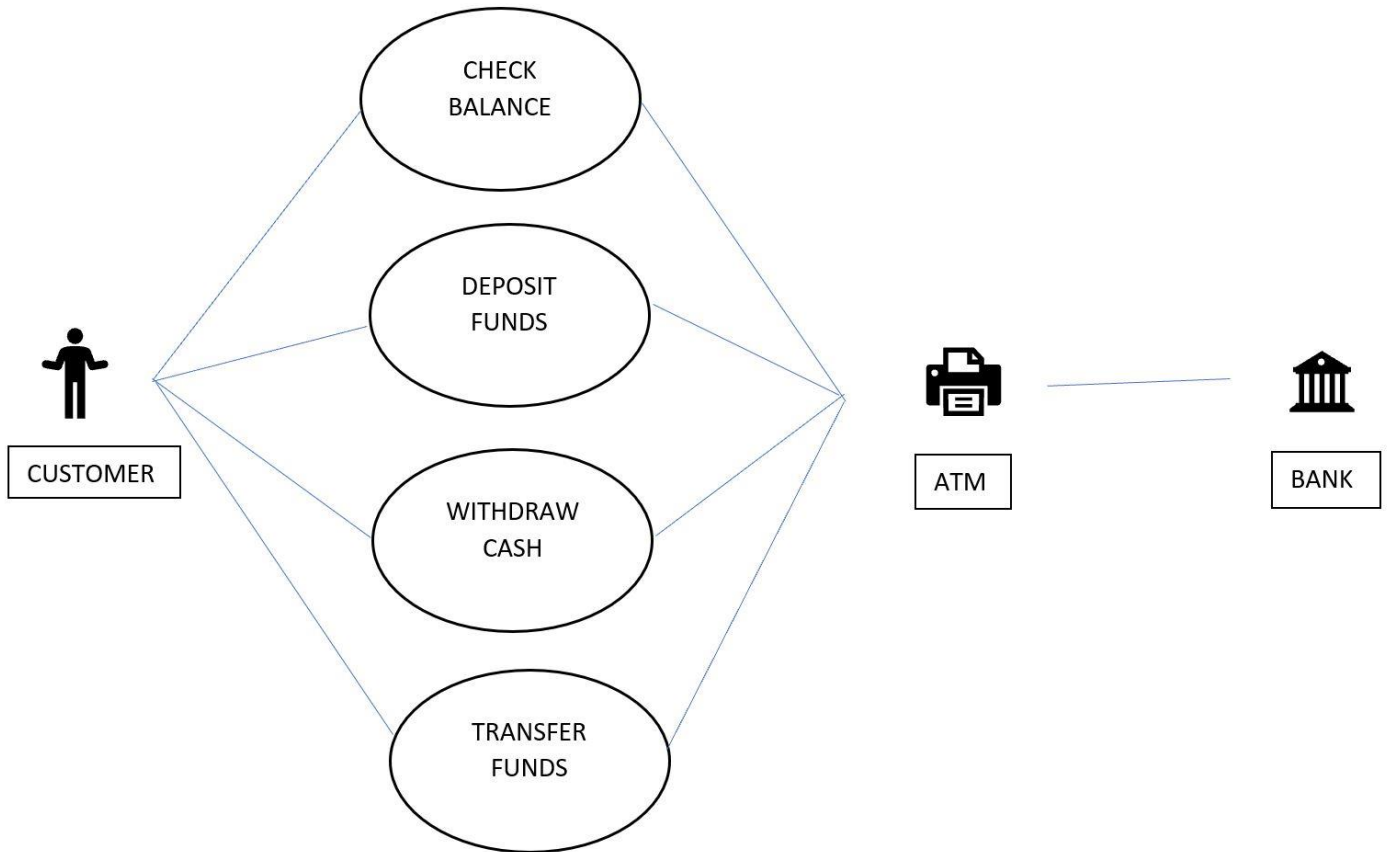 CHECK
BALANCE
DEPOSIT
FUNDS
CUSTOMER
WITHDRAW
CASH
TRANSFER
FUNDS
ATM
BANK